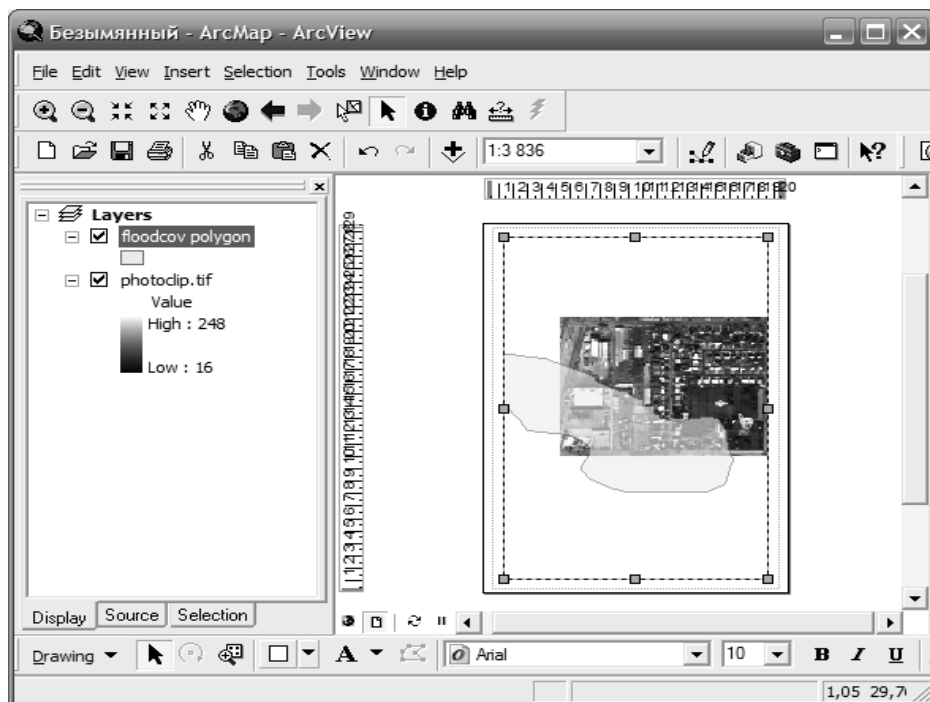 Безымянный - ArcMap - ArcView
File Edit View Insert Selection Tools Window Help
1:3 836
Layers
floodcov polygon
photoclip.tif
Value
High : 248
Low : 16
Display Source Selection
Drawing A Arial 10 B I U
1,05 29,7